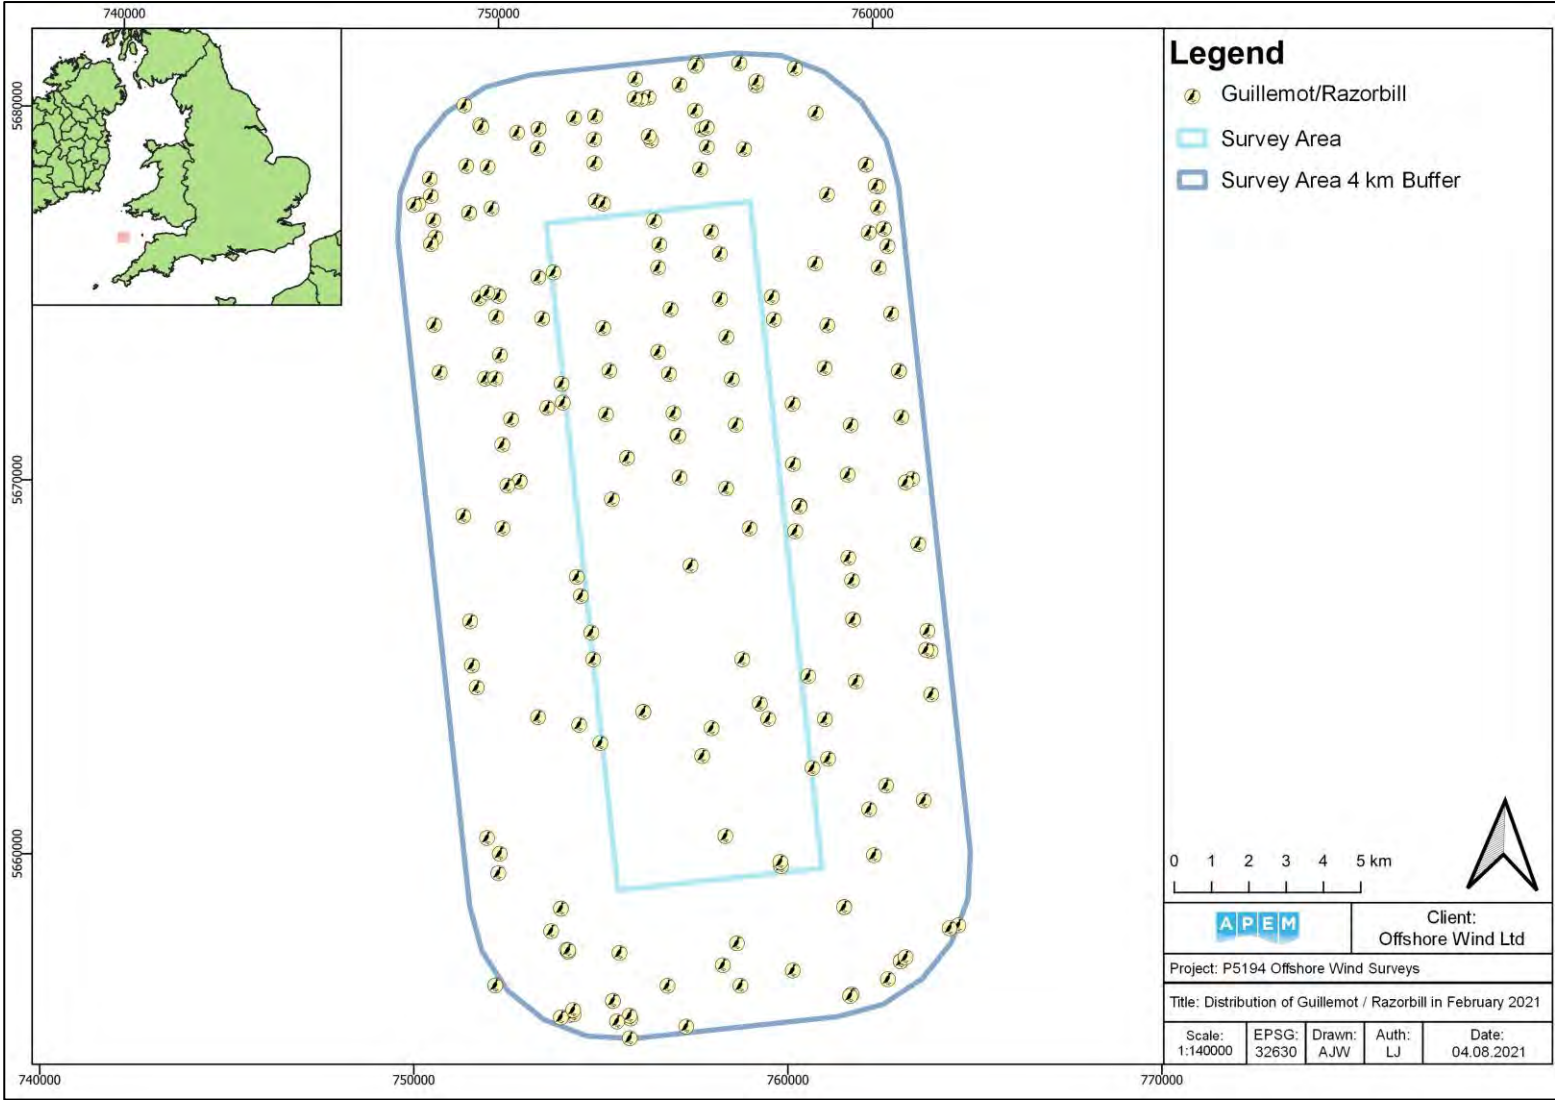 740000
750000
760000
5680000
5670000
5660000
740000
750000
760000
770000
Legend
Guillemot/Razorbill
Survey Area
Survey Area 4 km Buffer
0 1 2 3 4 5 km
APEM
Client:
Offshore Wind Ltd
Project: P5194 Offshore Wind Surveys
Title: Distribution of Guillemot / Razorbill in February 2021
Scale:
1:140000
EPSG:
32630
Drawn:
AJW
Auth:
LJ
Date:
04.08.2021